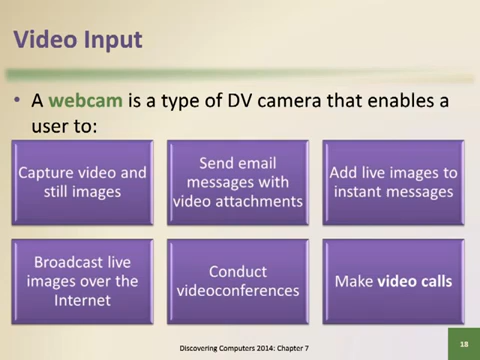 Video Input
• A webcam is a type of DV camera that enables a
user to:
Capture video and
still images
Send email
messages with
video attachments
Add live images to
instant messages
Broadcast live
images over the
Internet
Conduct
videoconferences
Make video calls
Discovering Computers 2014: Chapter 7
18